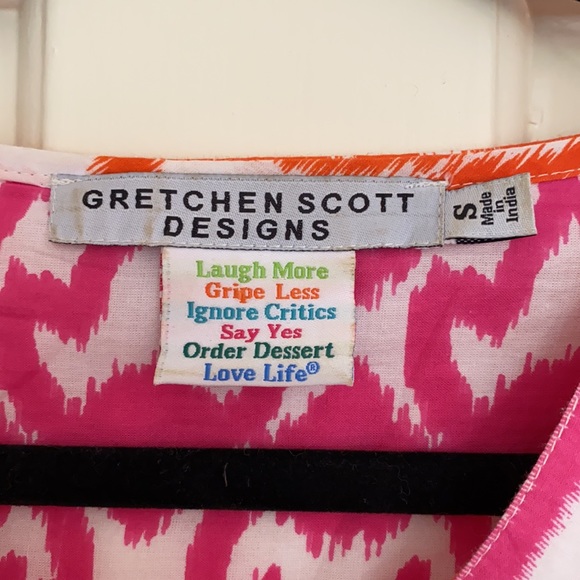 GRETCHEN SCOTT
DESIGNS
S
Made
in
India
Laugh More
Gripe Less
Ignore Critics
Say Yes
Order Dessert
Love Life®